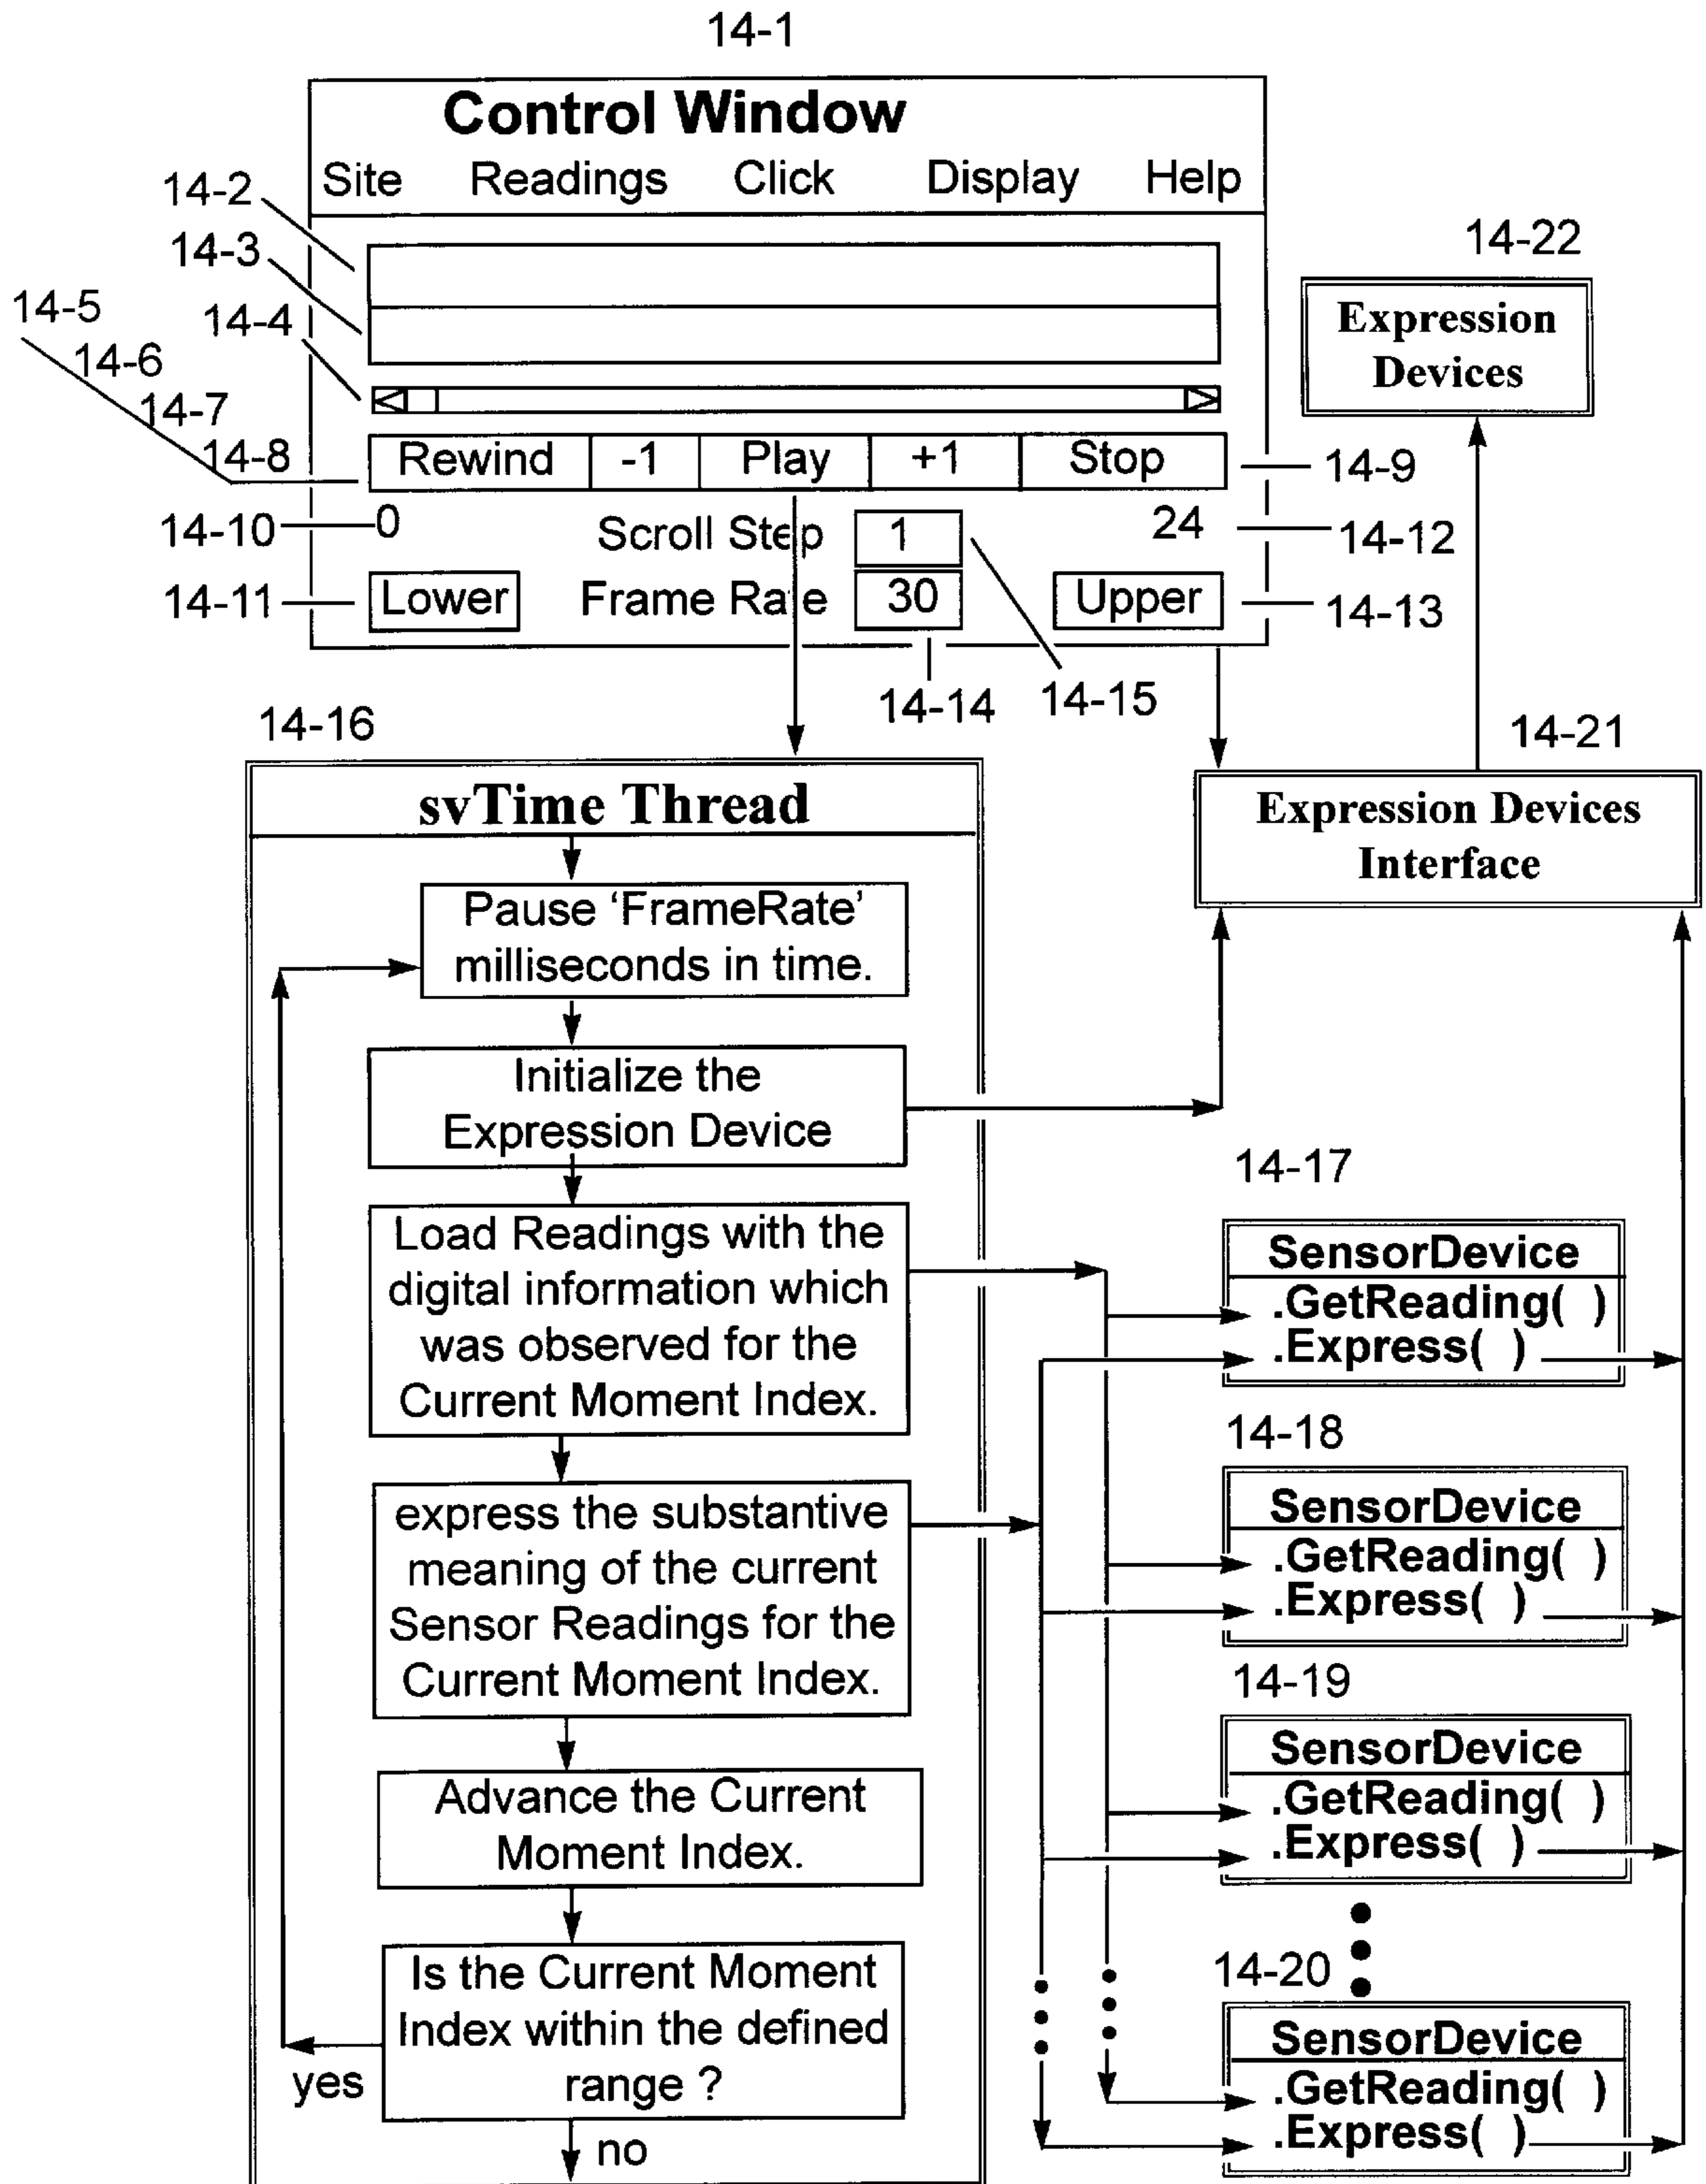 14-1
Control Window
Site Readings Click Display Help
14-2
14-3
14-4
14-5
14-6
14-7
14-8
Rewind -1 Play +1 Stop
14-9
14-10
0
Scroll Step 1
24
14-12
14-11
Lower
Frame Rate 30
Upper
14-13
14-14
14-15
14-22
Expression
Devices
14-21
Expression Devices
Interface
14-16
svTime Thread
Pause ‘FrameRate’
milliseconds in time.
Initialize the
Expression Device
Load Readings with the
digital information which
was observed for the
Current Moment Index.
express the substantive
meaning of the current
Sensor Readings for the
Current Moment Index.
Advance the Current
Moment Index.
Is the Current Moment
Index within the defined
range ?
yes
no
14-17
SensorDevice
.GetReading( )
.Express( )
14-18
SensorDevice
.GetReading( )
.Express( )
14-19
SensorDevice
.GetReading( )
.Express( )
14-20
SensorDevice
.GetReading( )
.Express( )